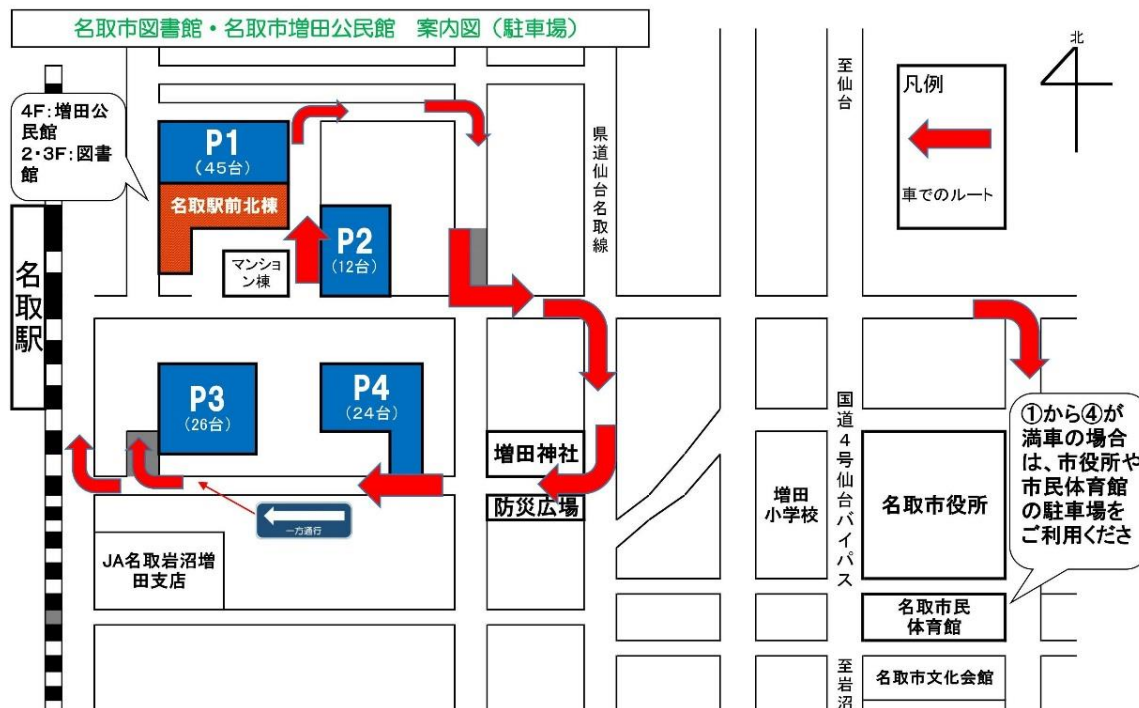 名取市図書館・名取市増田公民館 案内図（駐車場）
北
4F:増田公
民館
2・3F:図書
館
P1
（45台）
名取駅前北棟
マンショ
ン棟
P2
（12台）
県道仙台名取線
至仙台
凡例
車でのルート
名取駅
P3
（26台）
P4
（24台）
増田神社
防災広場
一方通行
JA名取岩沼増
田支店
国道４号仙台バイパス
増田
小学校
名取市役所
①から④が
満車の場合
は、市役所や
市民体育館
の駐車場を
ご利用くださ
名取市民
体育館
至岩沼
名取市文化会館